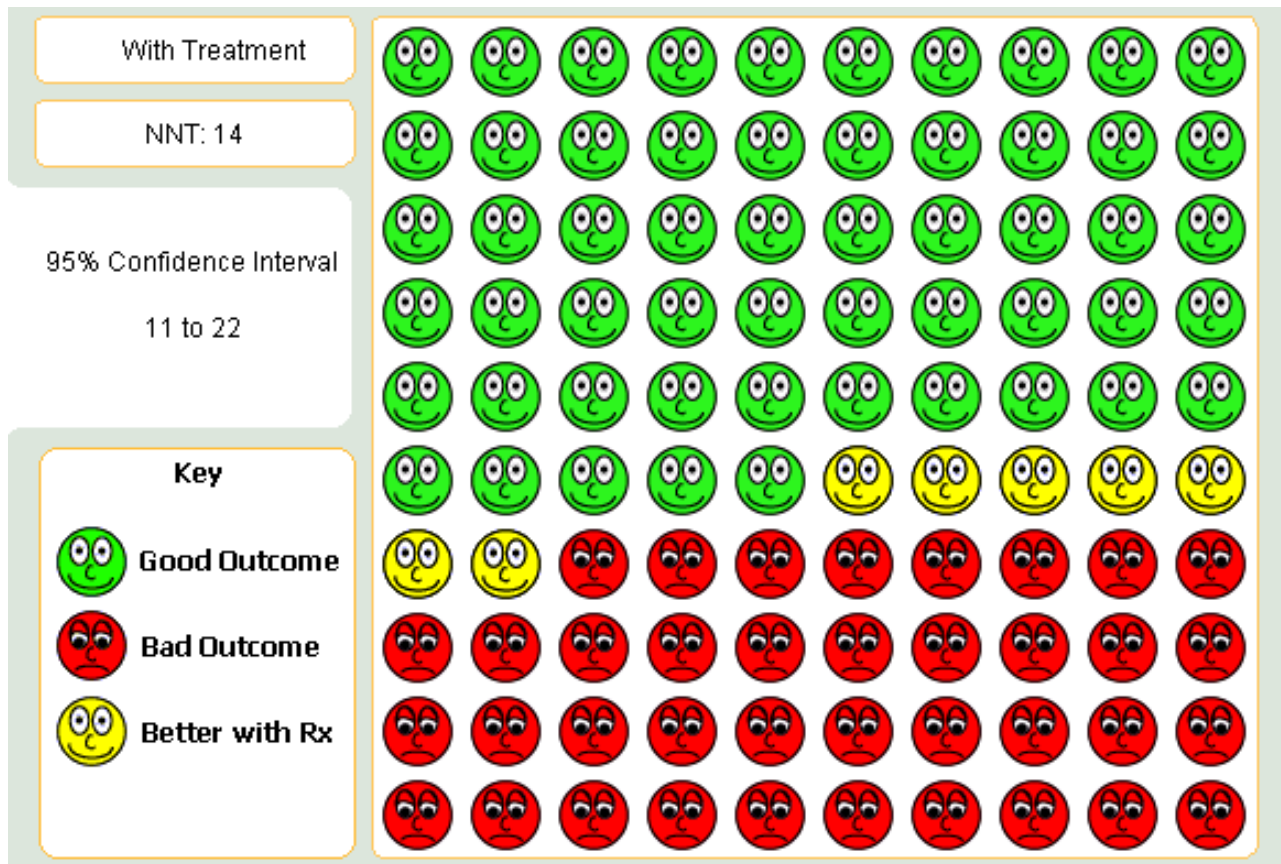 With Treatment
NNT: 14
95% Confidence Interval
11 to 22
Key
Good Outcome
Bad Outcome
Better with Rx